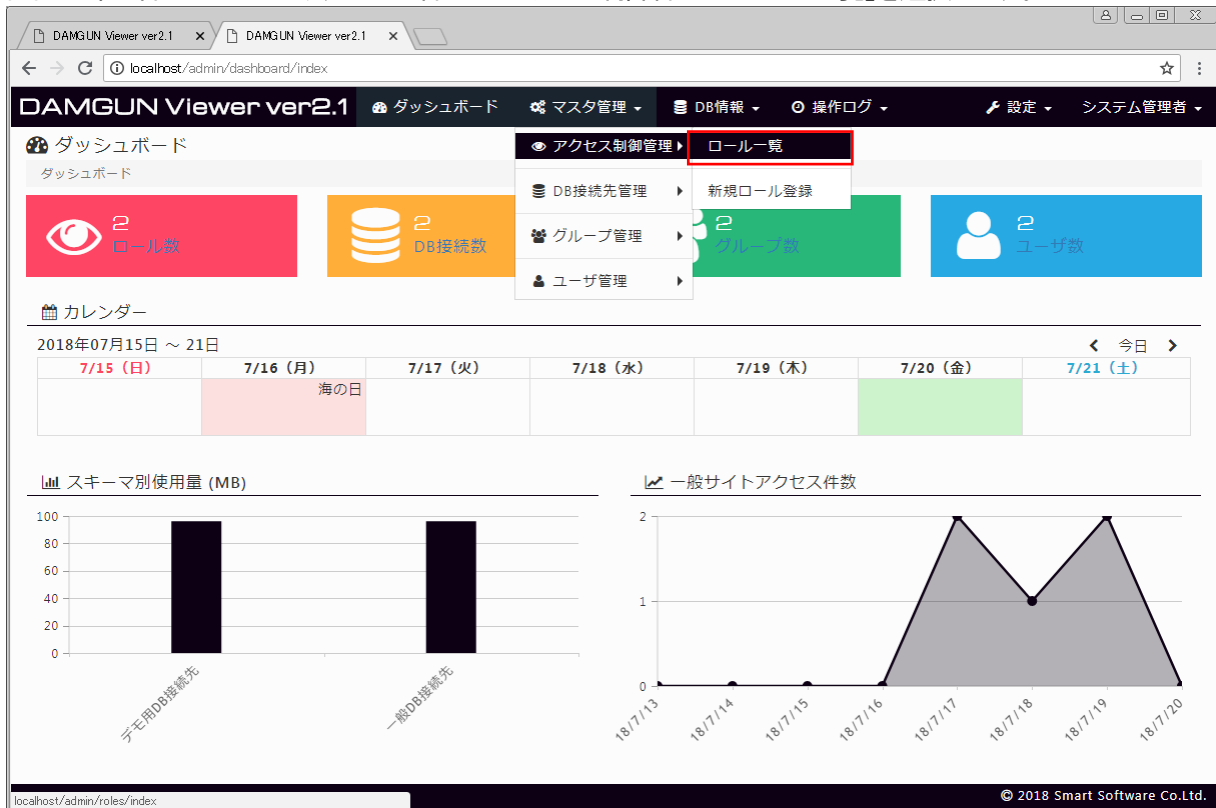 DAMGUN Viewer ver2.1
DAMGUN Viewer ver2.1
localhost/admin/dashboard/index
DAMGUN Viewer ver2.1 ダッシュボード マスタ管理 DB情報 操作ログ 設定 システム管理者
ダッシュボード
ダッシュボード
アクセス制御管理
DB接続先管理
グループ管理
ユーザ管理
ロール一覧
新規ロール登録
2
ロール数
2
DB接続数
2
グループ数
2
ユーザ数
カレンダー
2018年07月15日 ～ 21日 今日
7/15（日） 7/16（月） 7/17（火） 7/18（水） 7/19（木） 7/20（金） 7/21（土）
海の日
スキーマ別使用量 (MB)
100
80
60
40
20
0
デモ用DB接続先
一般DB接続先
一般サイトアクセス件数
2
1
0
18/7/13
18/7/14
18/7/15
18/7/16
18/7/17
18/7/18
18/7/19
18/7/20
© 2018 Smart Software Co.Ltd.
localhost/admin/roles/index